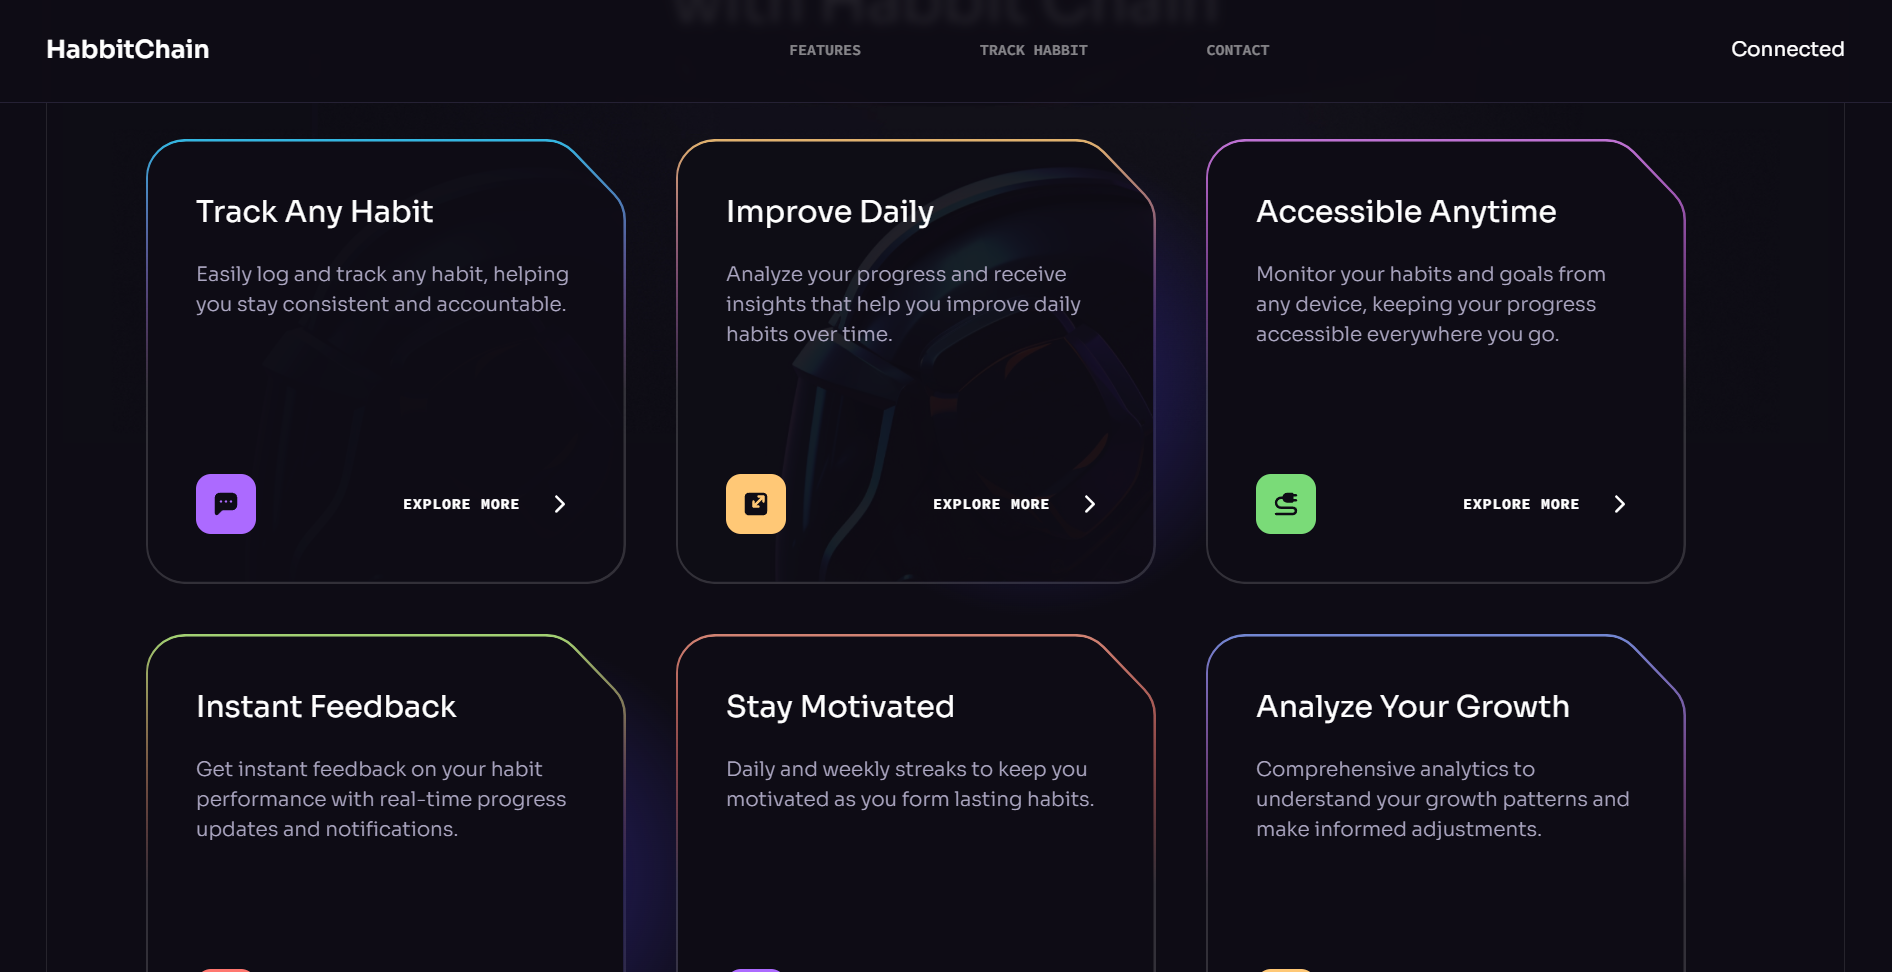 with Habbit Chain
HabbitChain
FEATURES
TRACK HABBIT
CONTACT
Connected
Track Any Habit
Easily log and track any habit, helping
you stay consistent and accountable.
EXPLORE MORE
Improve Daily
Analyze your progress and receive
insights that help you improve daily
habits over time.
EXPLORE MORE
Accessible Anytime
Monitor your habits and goals from
any device, keeping your progress
accessible everywhere you go.
EXPLORE MORE
Instant Feedback
Get instant feedback on your habit
performance with real-time progress
updates and notifications.
Stay Motivated
Daily and weekly streaks to keep you
motivated as you form lasting habits.
Analyze Your Growth
Comprehensive analytics to
understand your growth patterns and
make informed adjustments.